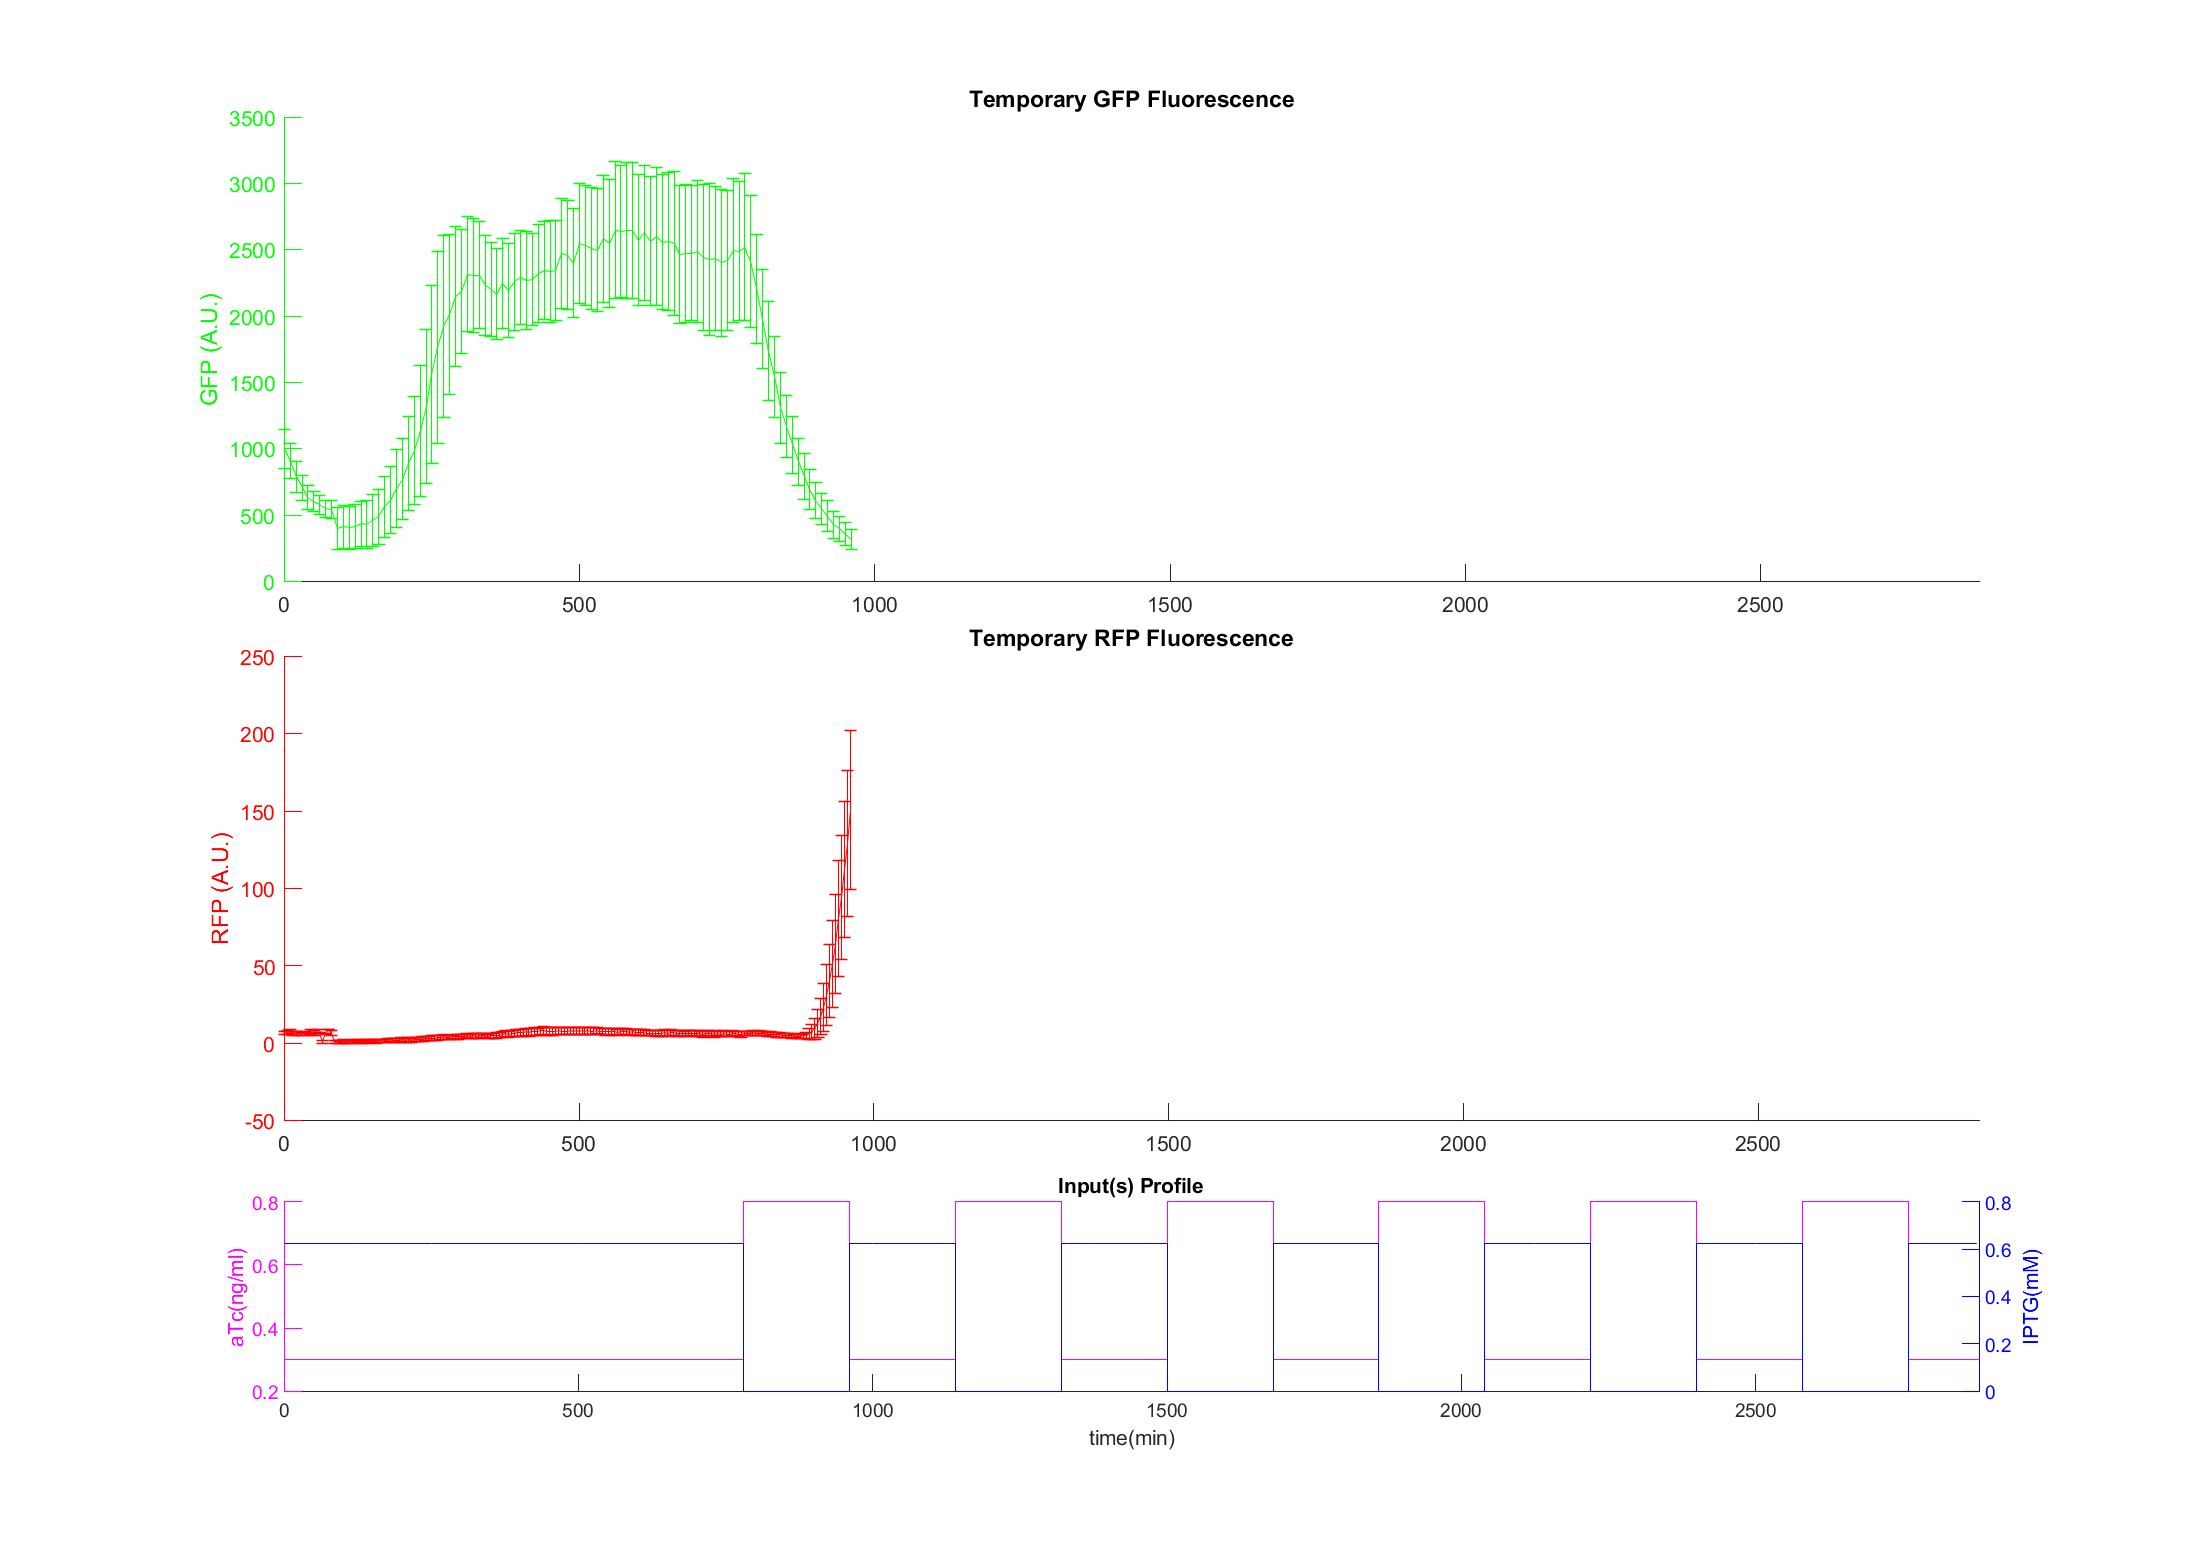 Temporary GFP Fluorescence
3500
3000
2500
2000
1500
1000
500
0
GFP (A.U.)
0 500 1000 1500 2000 2500
Temporary RFP Fluorescence
250
200
150
100
50
0
-50
RFP (A.U.)
0 500 1000 1500 2000 2500
Input(s) Profile
0.8
0.6
0.4
0.2
aTc(ng/ml)
0.8
0.6
0.4
0.2
0
IPTG(mM)
0 500 1000 1500 2000 2500
time(min)